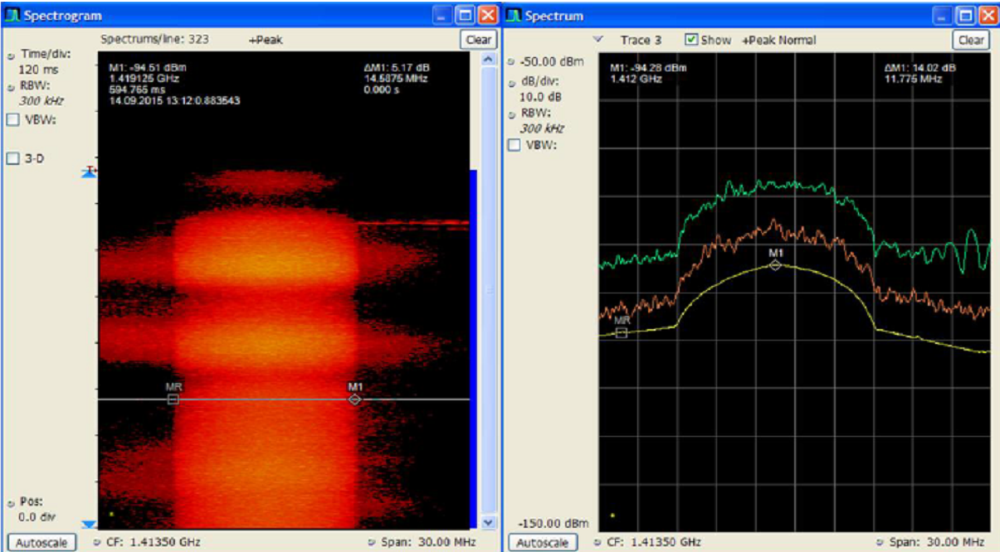 Spectrogram
Spectrums/line: 323 +Peak Clear
Time/div:
120 ms
RBW:
300 kHz
VBW:
3-D
M1: -94.51 dBm
1.419125 GHz
594.765 ms
14.09.2015 13:12:0.883543
ΔM1: 5.17 dB
14.5875 MHz
0.000 s
T
MR M1
Pos:
0.0 div
Autoscale CF: 1.41350 GHz Span: 30.00 MHz
Spectrum
Trace 3 Show +Peak Normal Clear
-50.00 dBm
dB/div:
10.0 dB
RBW:
300 kHz
VBW:
M1: -94.28 dBm
1.412 GHz
ΔM1: 14.02 dB
11.775 MHz
M1
MR
-150.00 dBm
Autoscale CF: 1.41350 GHz Span: 30.00 MHz